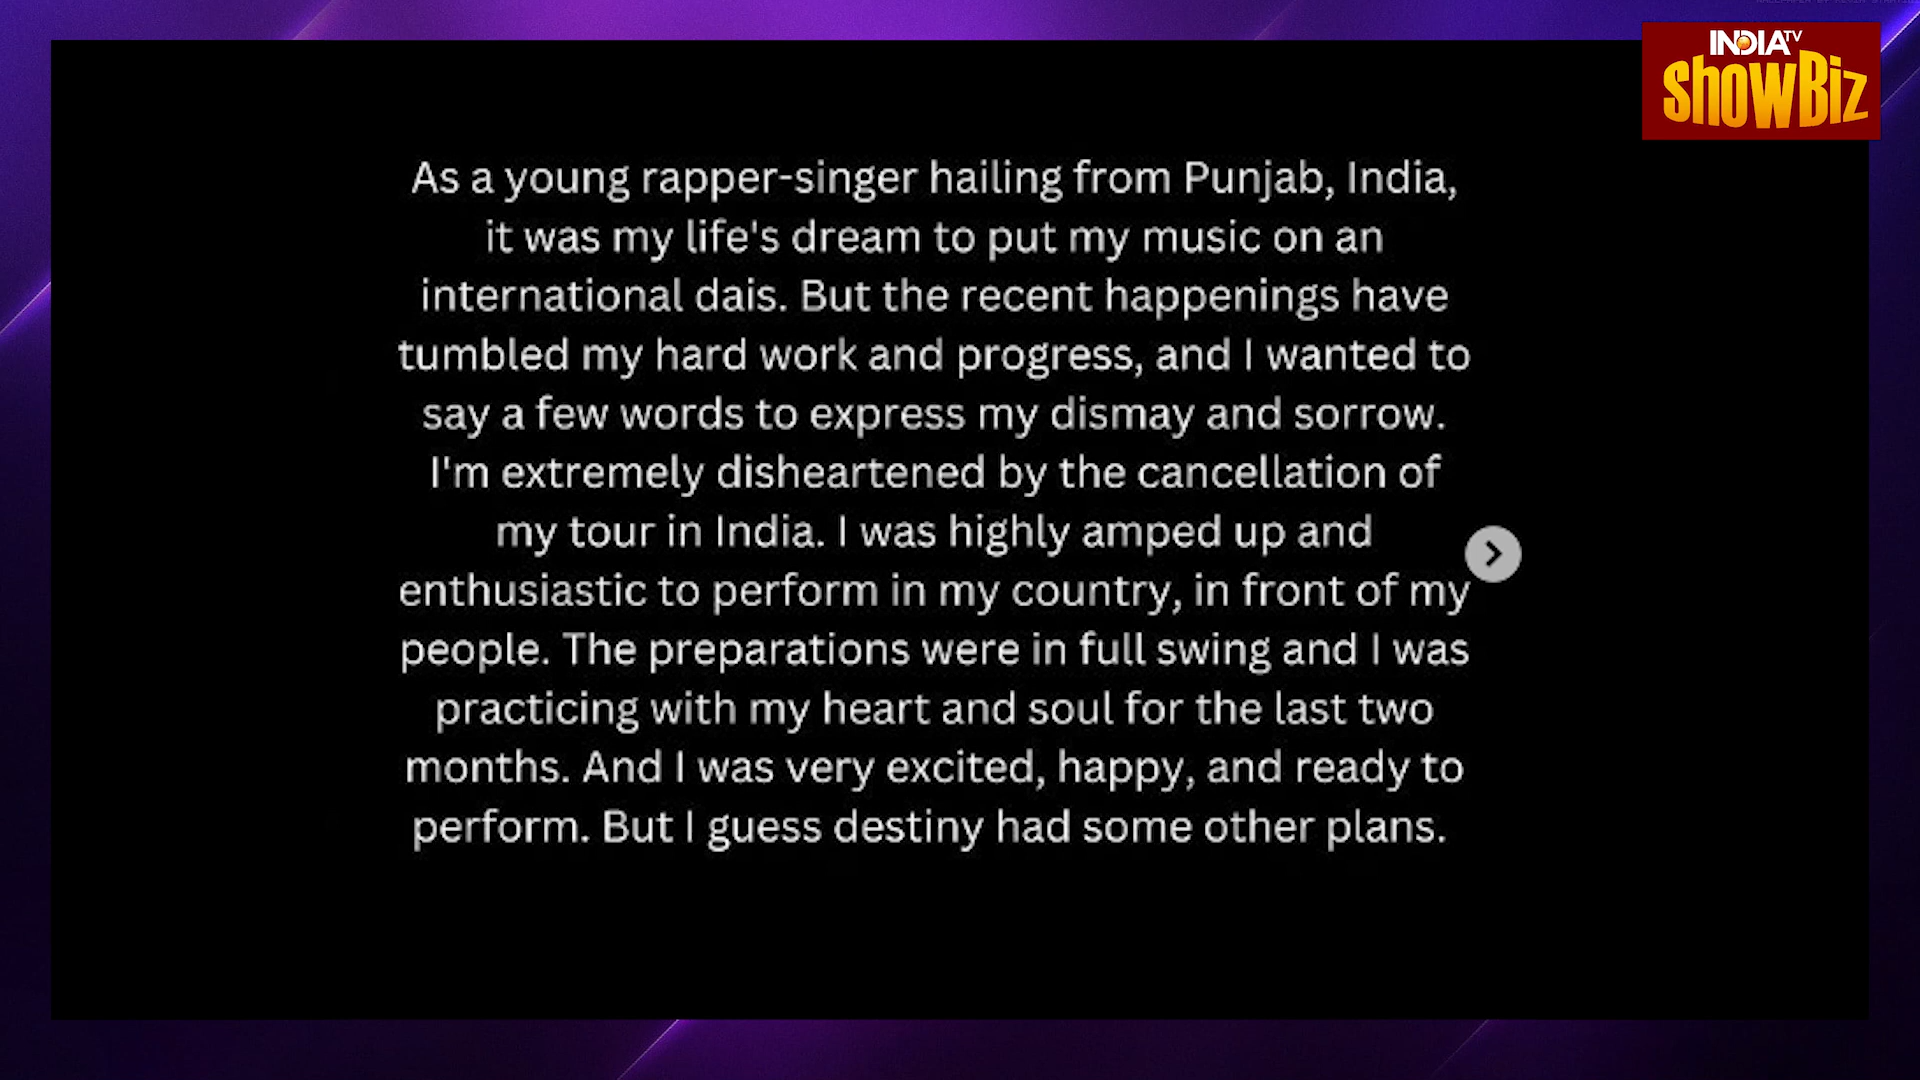 INDIA TV
ShowBiz
As a young rapper-singer hailing from Punjab, India,
it was my life's dream to put my music on an
international dais. But the recent happenings have
tumbled my hard work and progress, and I wanted to
say a few words to express my dismay and sorrow.
I'm extremely disheartened by the cancellation of
my tour in India. I was highly amped up and
enthusiastic to perform in my country, in front of my
people. The preparations were in full swing and I was
practicing with my heart and soul for the last two
months. And I was very excited, happy, and ready to
perform. But I guess destiny had some other plans.